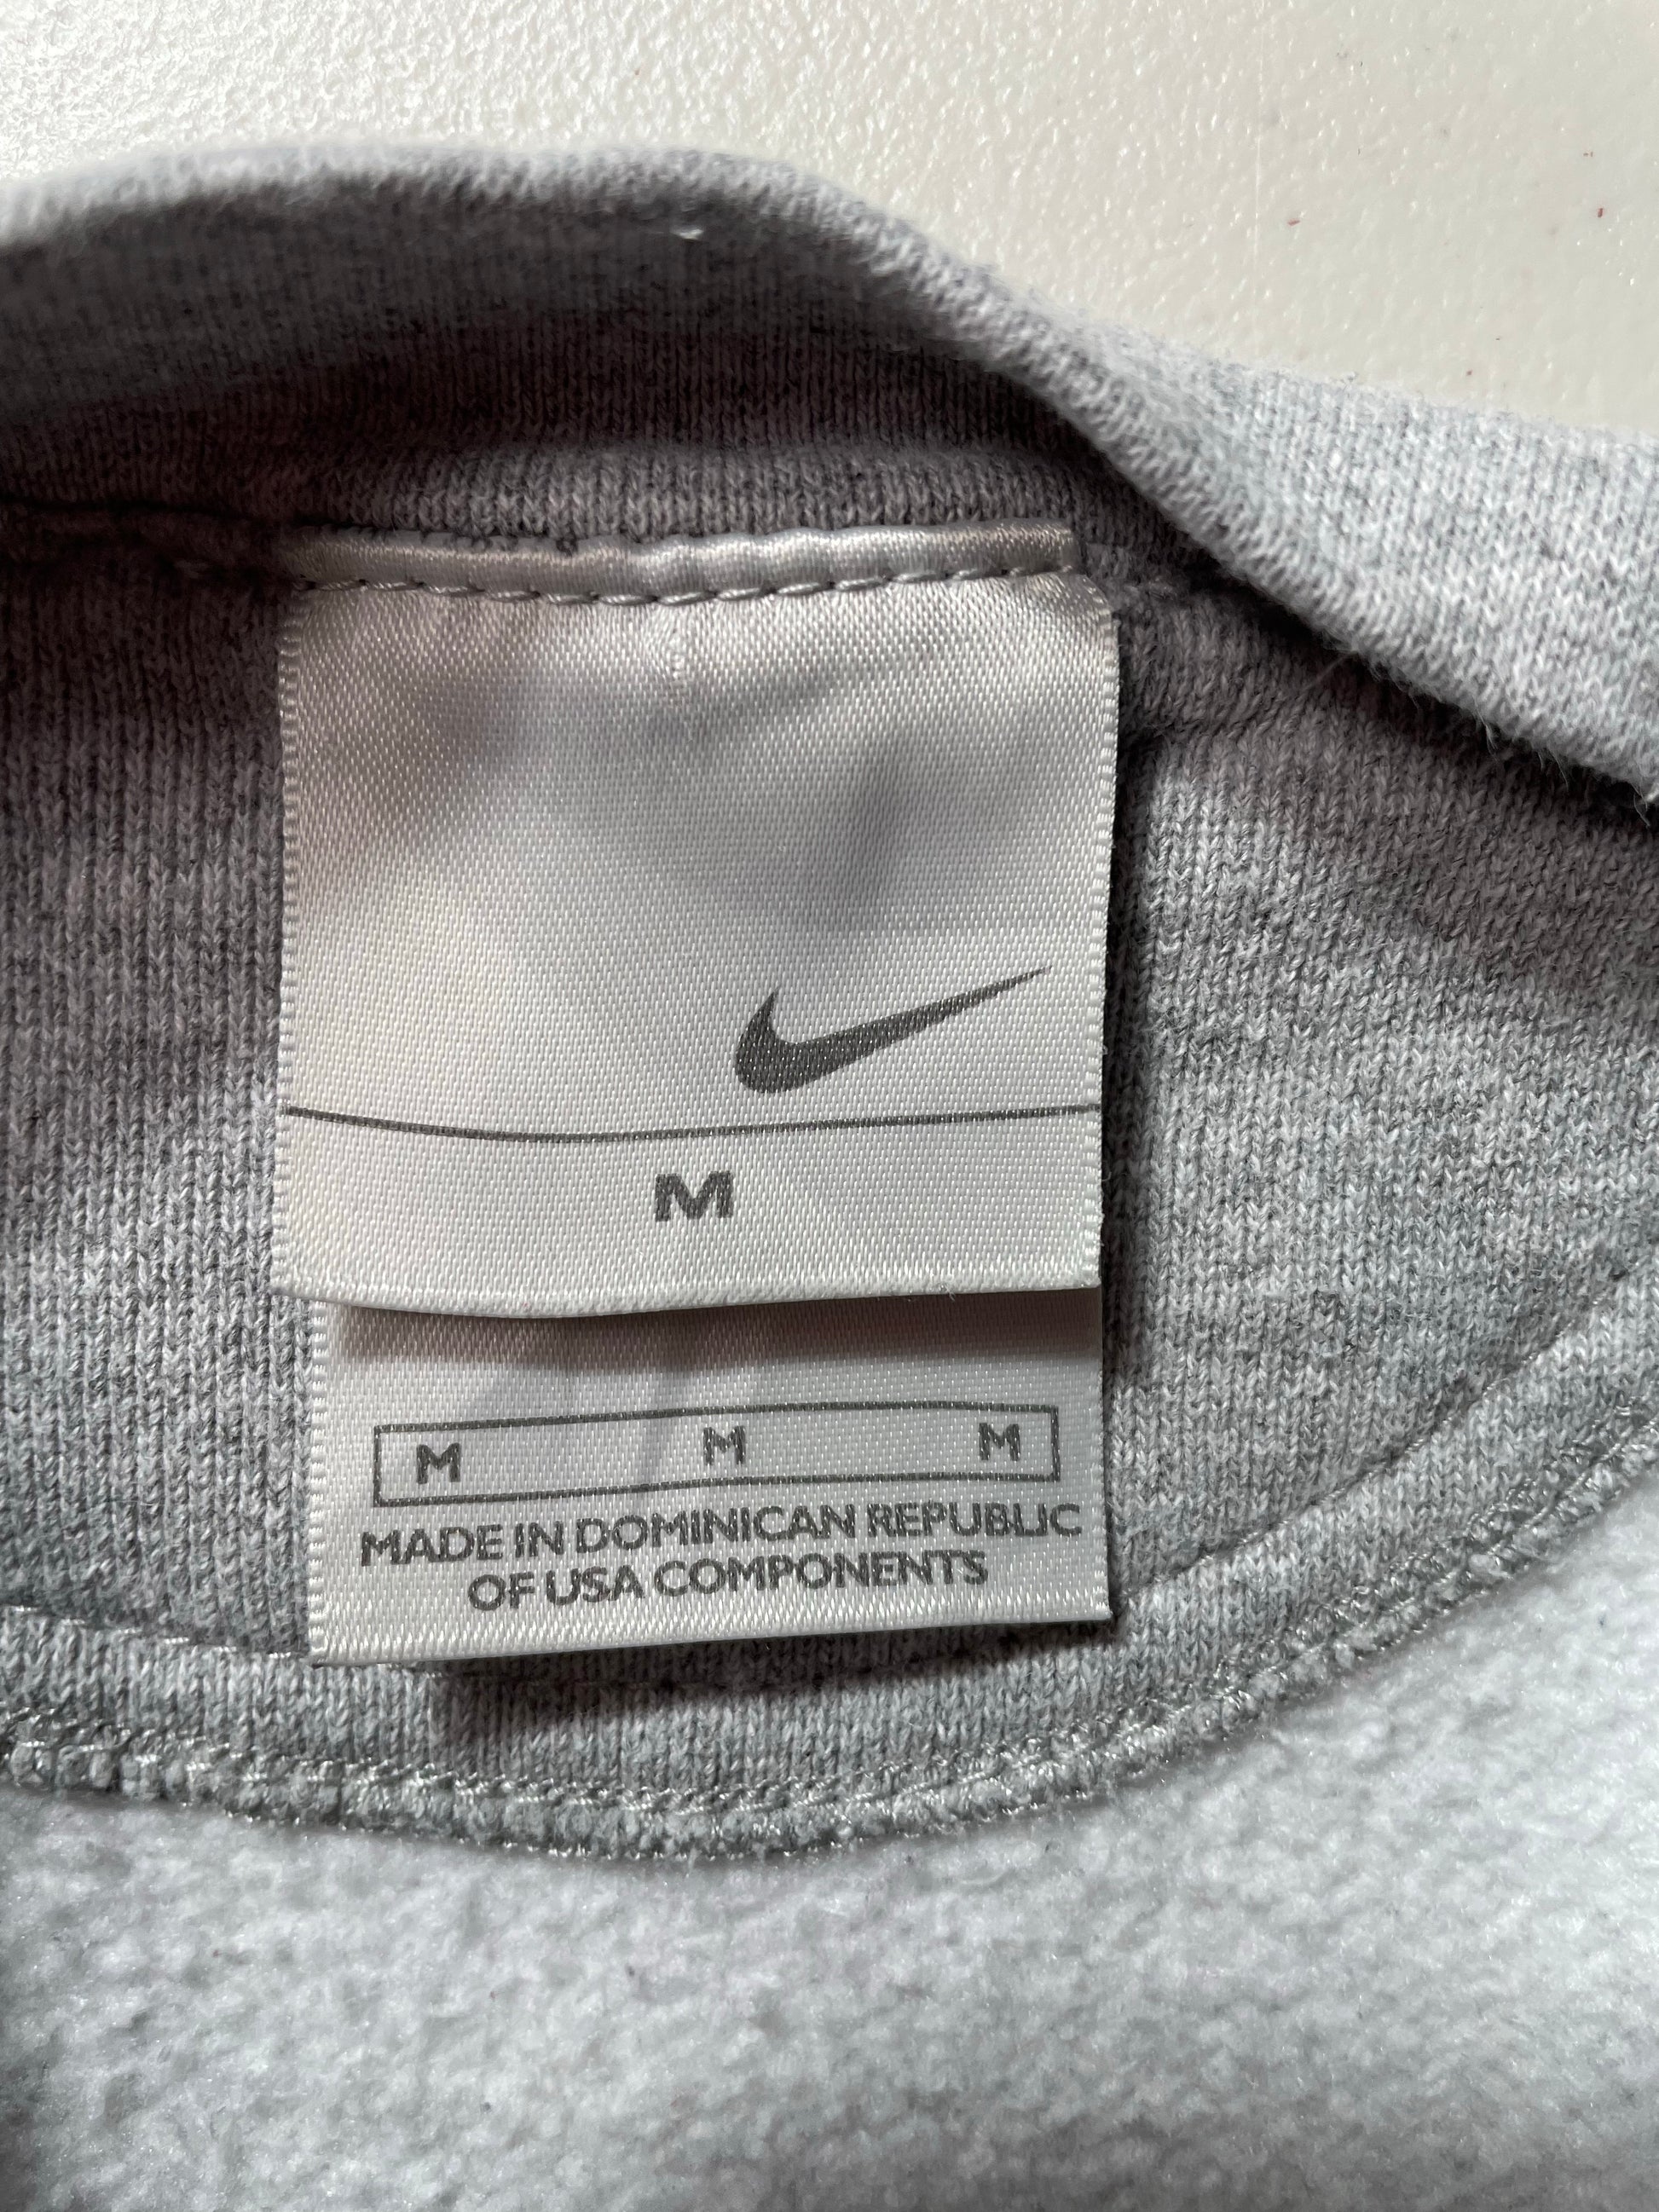 M
M M M
MADE IN DOMINICAN REPUBLIC
OF USA COMPONENTS